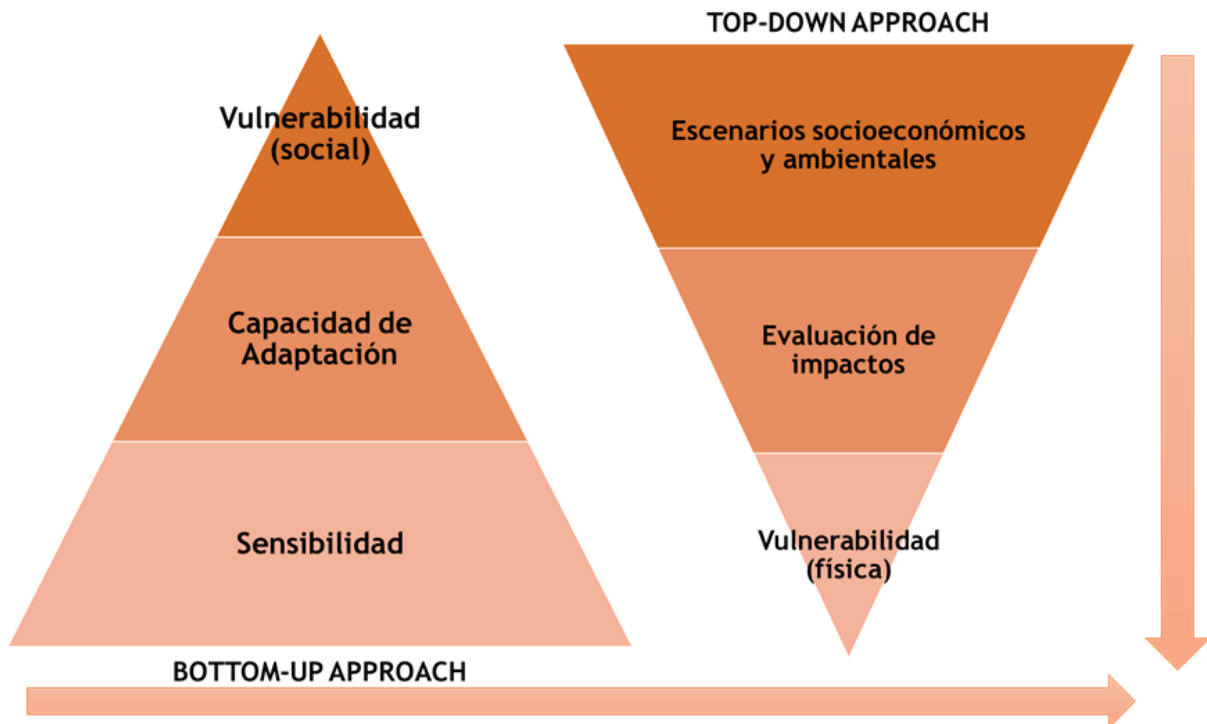 TOP-DOWN APPROACH
Vulnerabilidad
(social)
Capacidad de
Adaptación
Sensibilidad
Escenarios socioeconómicos
y ambientales
Evaluación de
impactos
Vulnerabilidad
(física)
BOTTOM-UP APPROACH